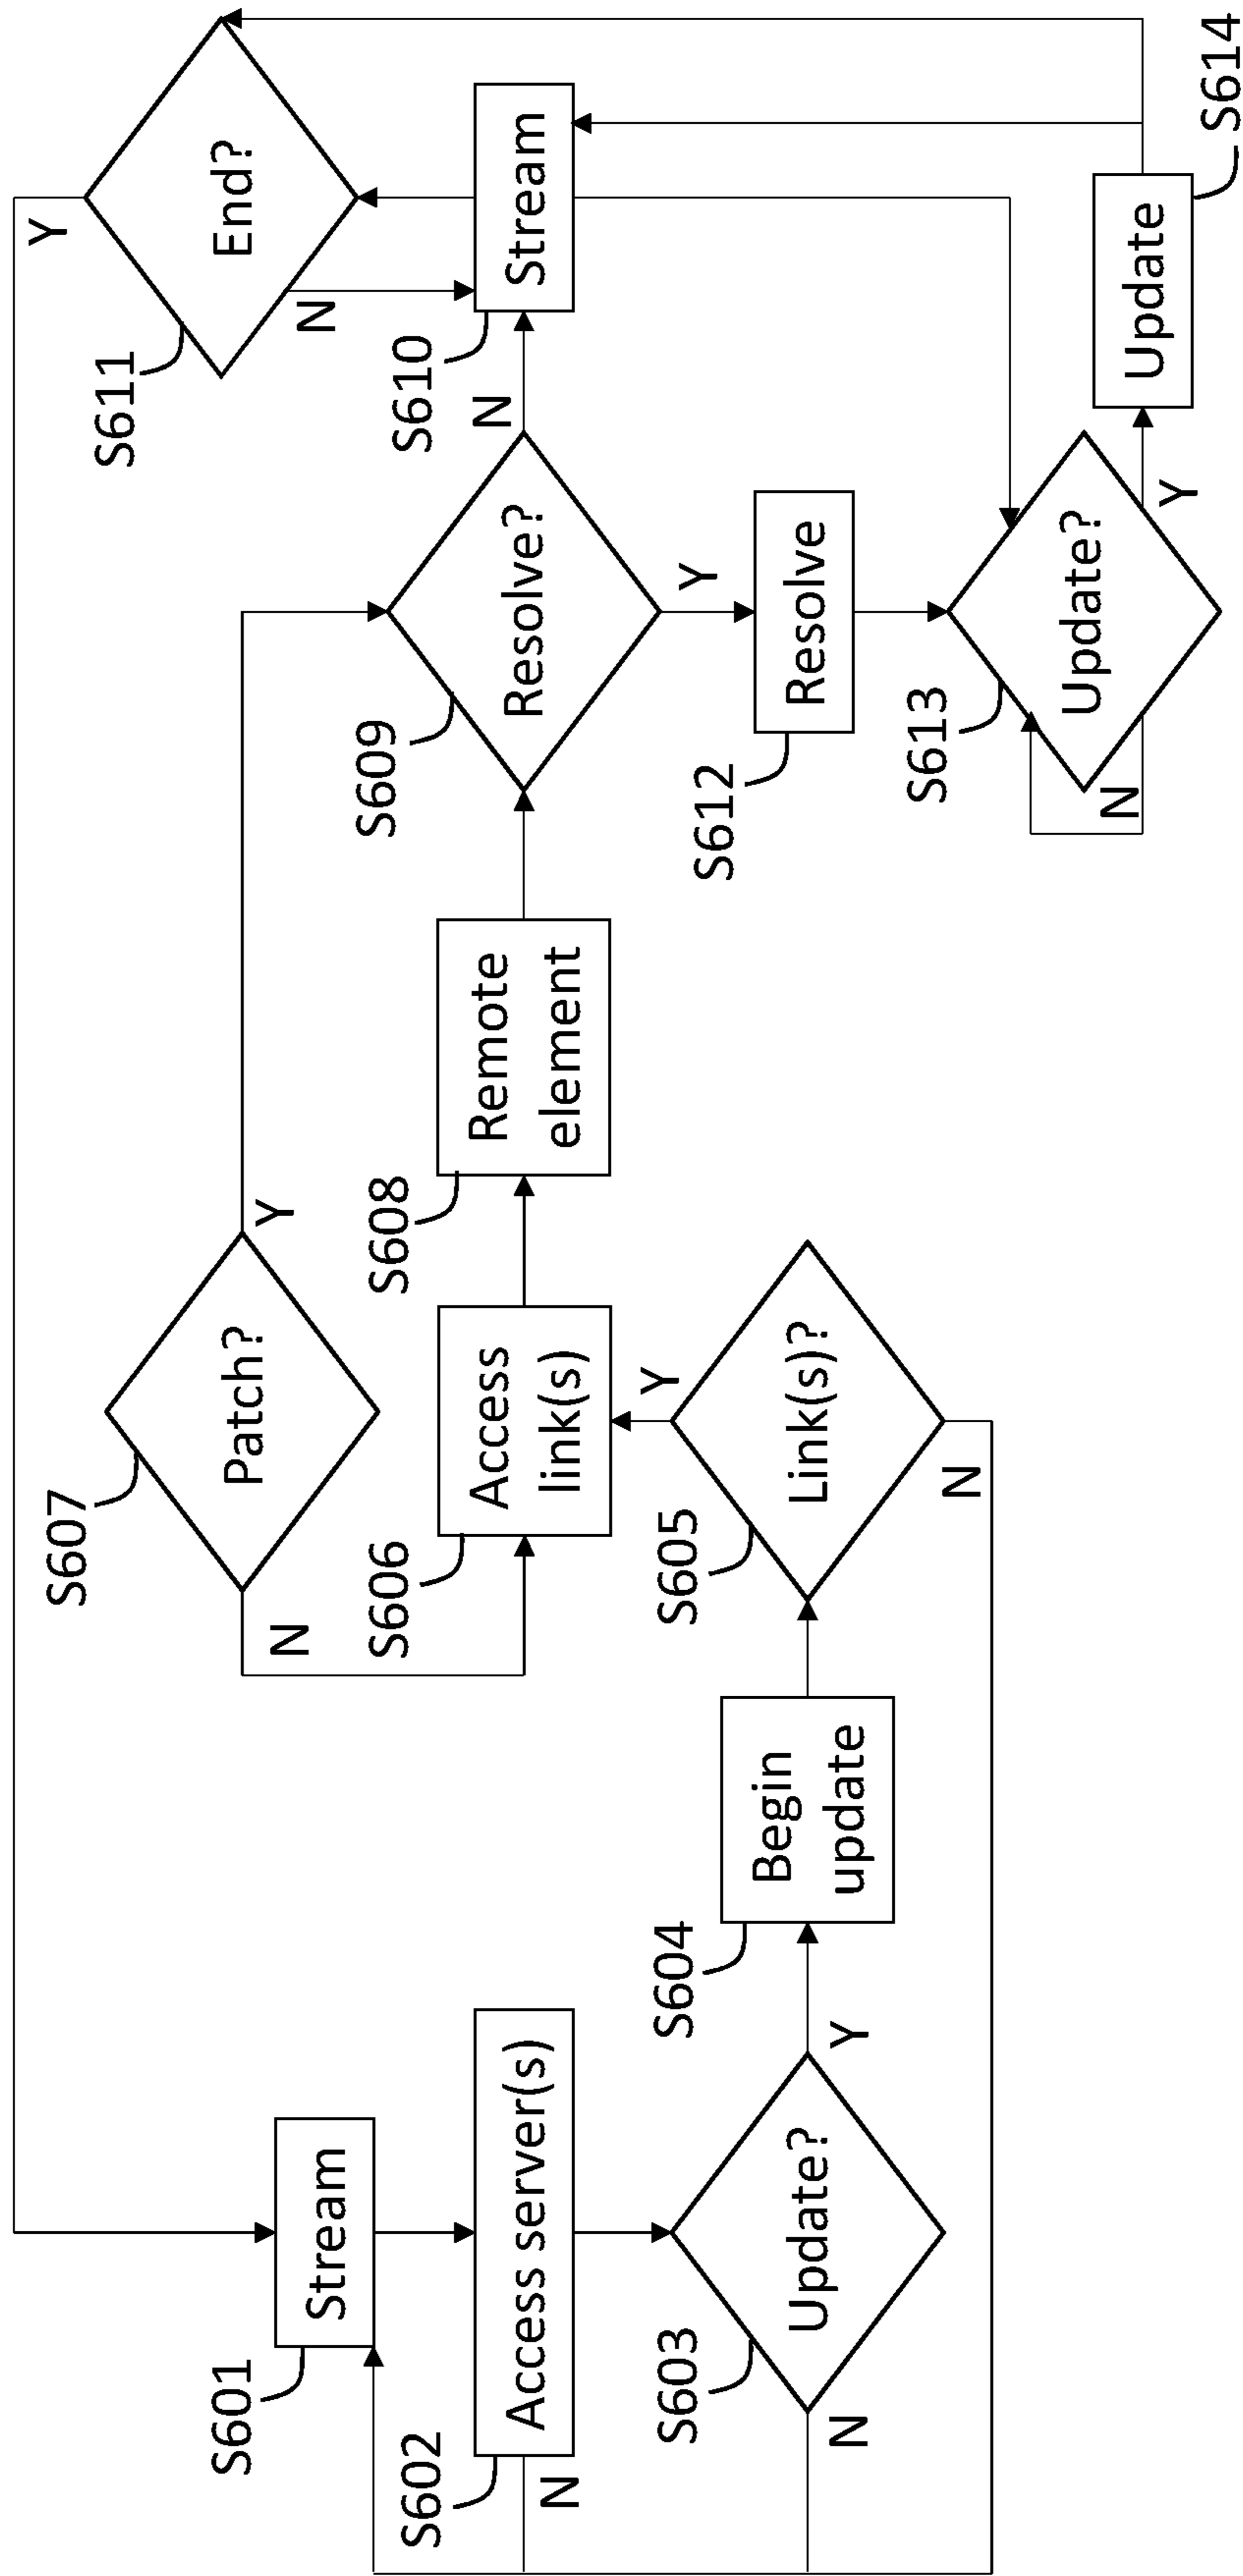 S601
Stream
S602
Access server(s)
N
S603
Update?
N
Y
S604
Begin
update
S605
Link(s)?
Y
N
S606
Access
link(s)
S607
Patch?
N
Y
S608
Remote
element
S609
Resolve?
N
Y
S610
Stream
S611
End?
Y
N
S612
Resolve
S613
Update?
N
Y
Update
S614